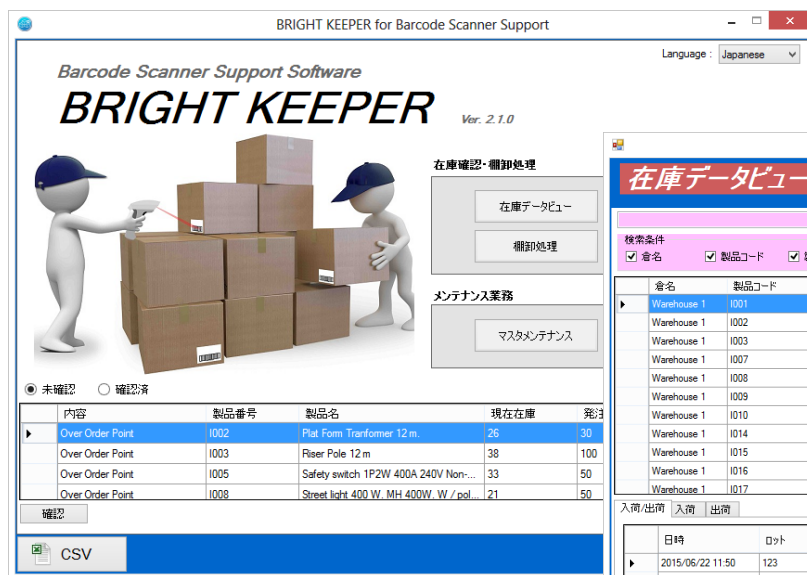 BRIGHT KEEPER for Barcode Scanner Support
Language : Japanese
Barcode Scanner Support Software
BRIGHT KEEPER Ver. 2.1.0
在庫確認・棚卸処理
在庫データビュー
棚卸処理
メンテナンス業務
マスタメンテナンス
未確認 確認済
内容 製品番号 製品名 現在在庫 発注
Over Order Point I002 Plat Form Tranformer 12 m. 26 30
Over Order Point I003 Riser Pole 12 m 38 100
Over Order Point I005 Safety switch 1P2W 400A 240V Non-... 33 50
Over Order Point I008 Street light 400 W. MH 400W. W / pol... 21 50
確認
CSV
在庫データビュー
検索条件
倉名 製品コード
倉名 製品コード
Warehouse 1 I001
Warehouse 1 I002
Warehouse 1 I003
Warehouse 1 I007
Warehouse 1 I008
Warehouse 1 I009
Warehouse 1 I010
Warehouse 1 I014
Warehouse 1 I015
Warehouse 1 I016
Warehouse 1 I017
入荷/出荷 入荷 出荷
日時 ロット
2015/06/22 11:50 123